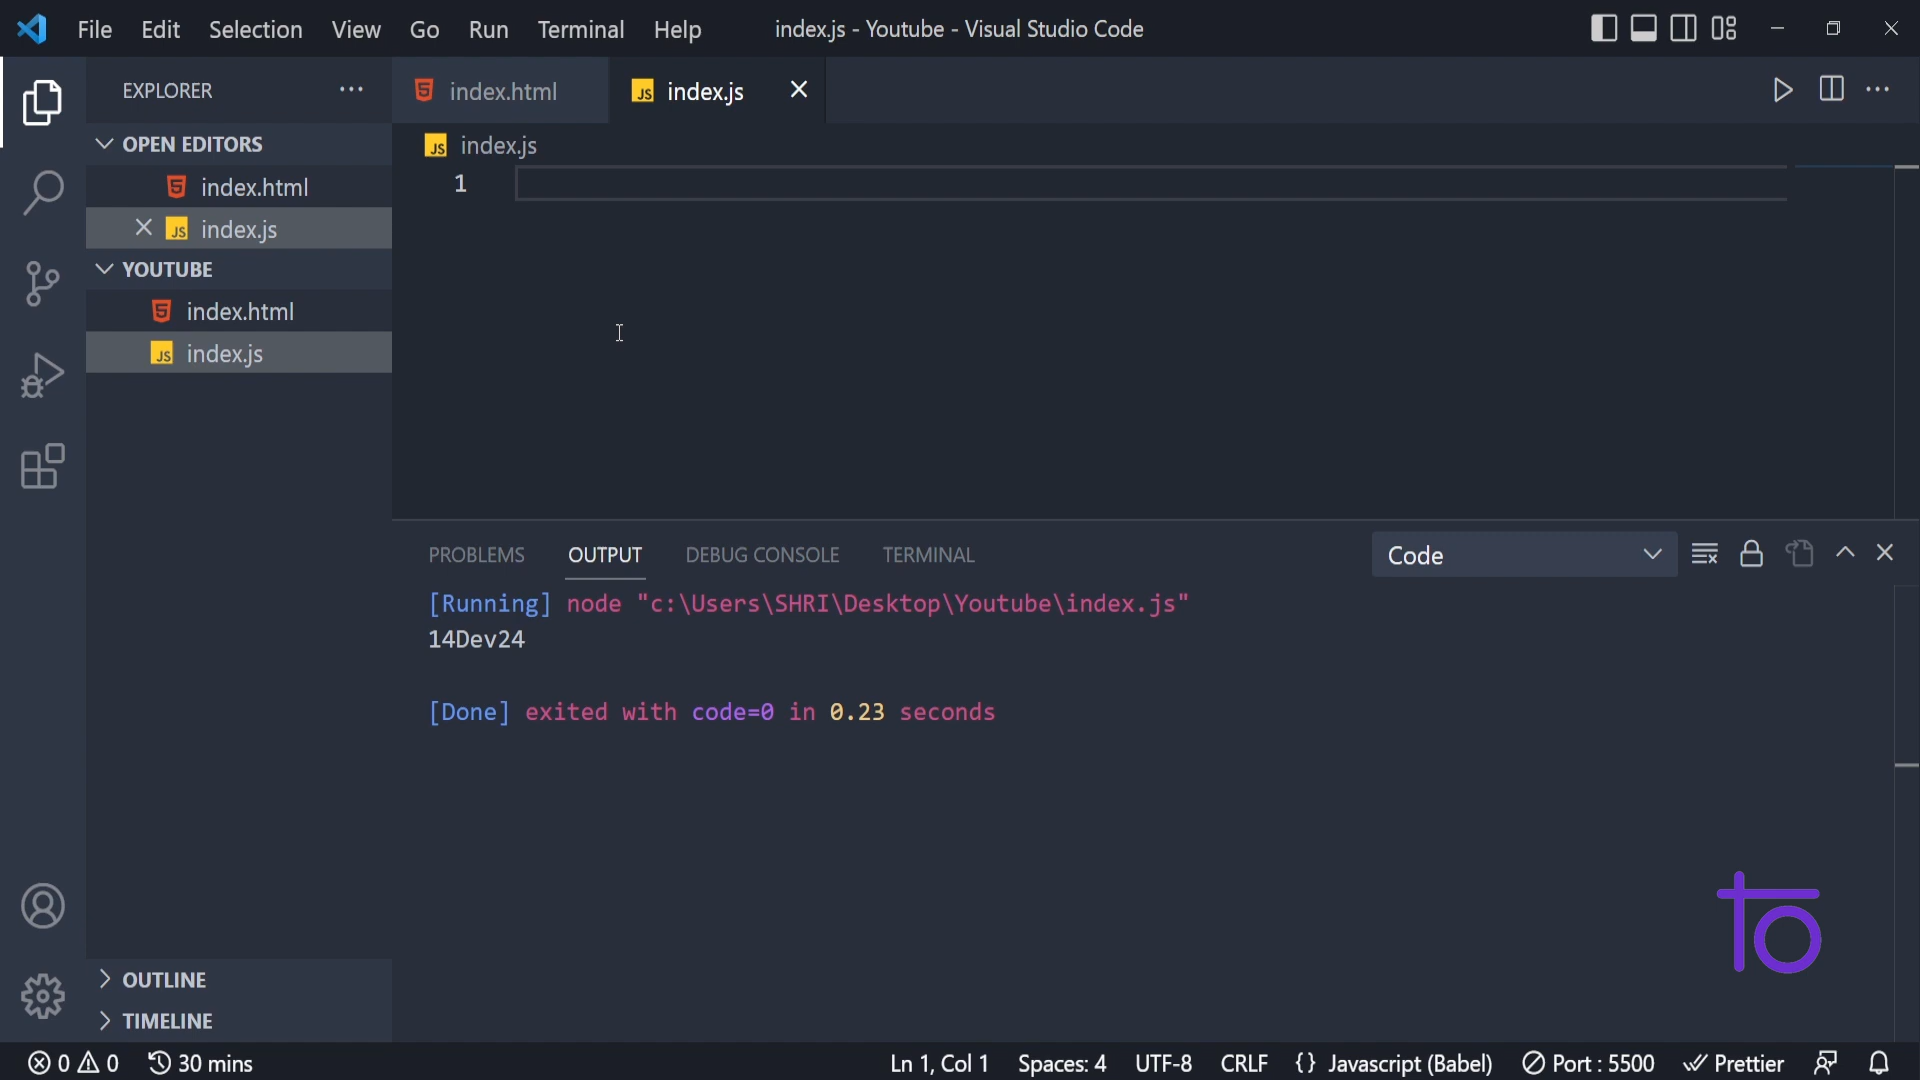 File Edit Selection View Go Run Terminal Help
index.js - Youtube - Visual Studio Code
EXPLORER
OPEN EDITORS
index.html
index.js
YOUTUBE
index.html
index.js
OUTLINE
TIMELINE
index.html
index.js
index.js
1
PROBLEMS OUTPUT DEBUG CONSOLE TERMINAL
Code
[Running] node "c:\Users\SHRI\Desktop\Youtube\index.js"
14Dev24
[Done] exited with code=0 in 0.23 seconds
0 0 30 mins
Ln 1, Col 1 Spaces: 4 UTF-8 CRLF {} Javascript (Babel) Port : 5500 Prettier